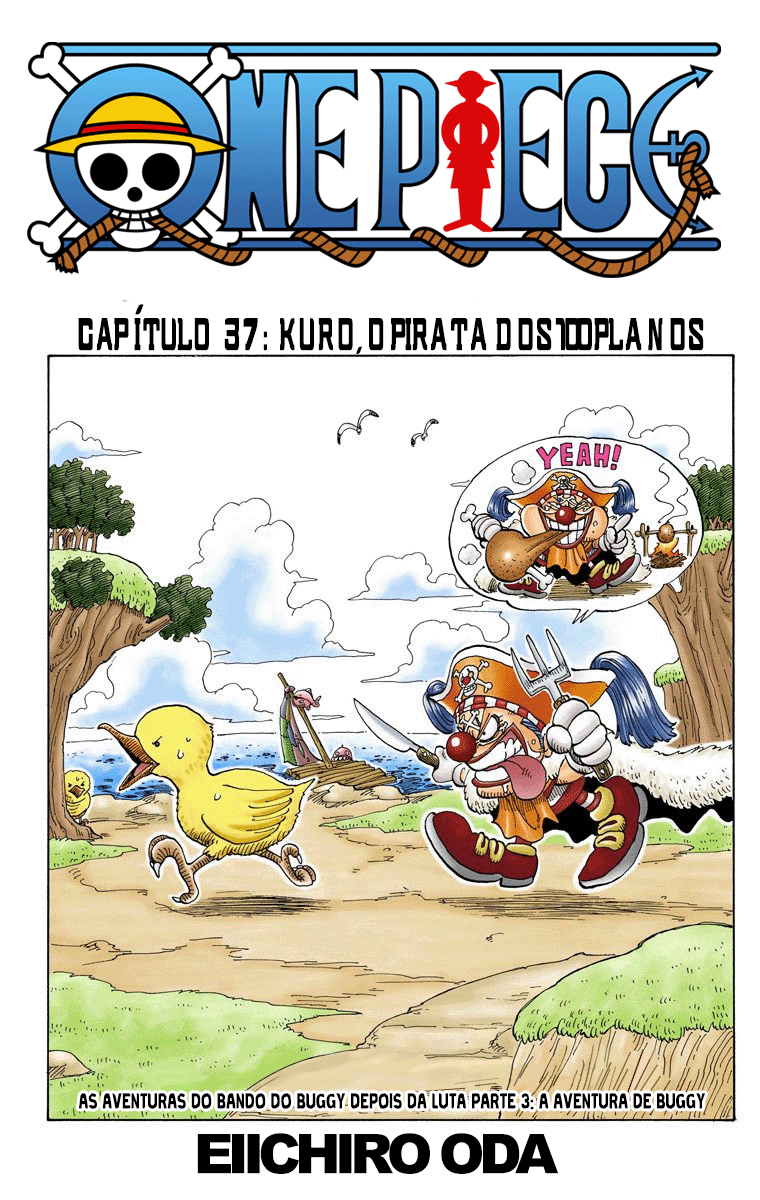 ONE PIECE
CAPÍTULO 37: KURO, O PIRATA DOS 100 PLANOS
YEAH!
AS AVENTURAS DO BANDO DO BUGGY DEPOIS DA LUTA PARTE 3: A AVENTURA DE BUGGY
EIICHIRO ODA